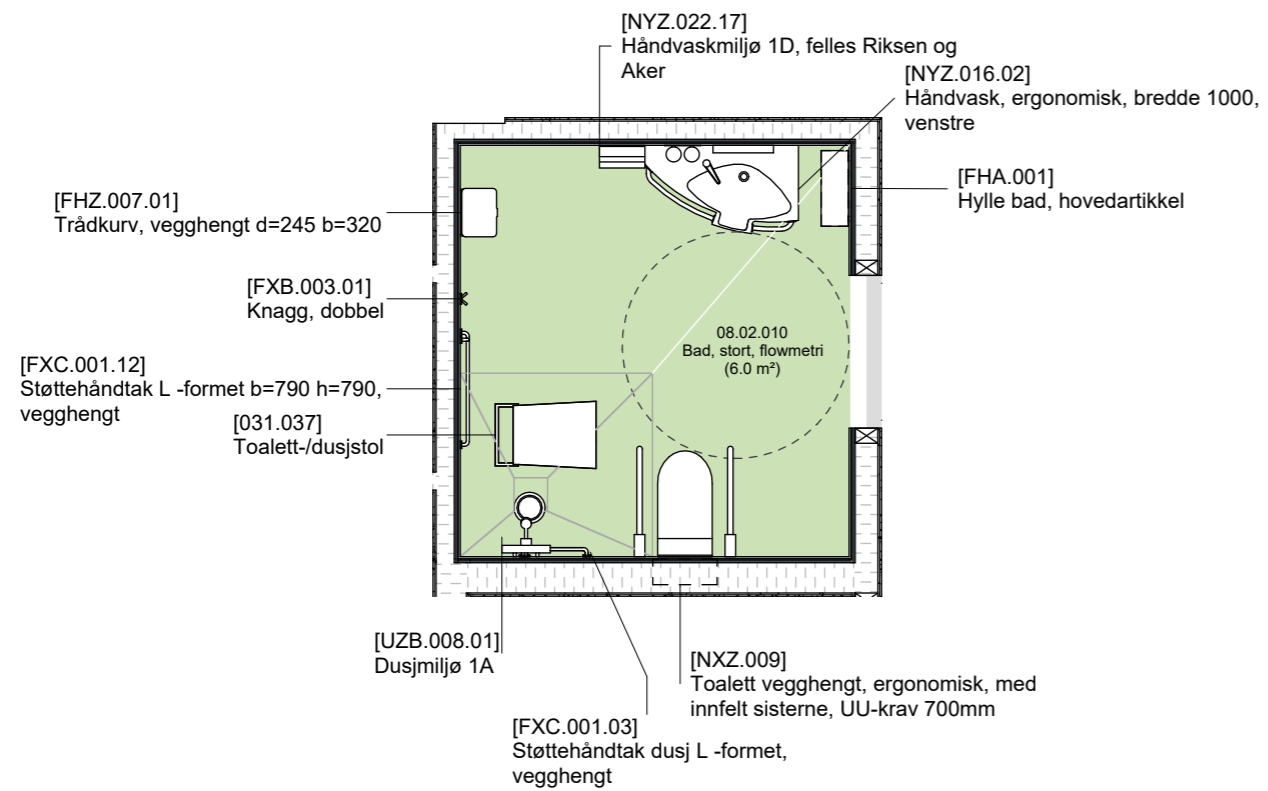 [NYZ.022.17]
Håndvaskmiljø 1D, felles Riksen og
Aker
[NYZ.016.02]
Håndvask, ergonomisk, bredde 1000,
venstre
[FHA.001]
Hylle bad, hovedartikkel
[FHZ.007.01]
Trådkurv, vegghengt d=245 b=320
[FXB.003.01]
Knagg, dobbel
08.02.010
Bad, stort, flowmetri
(6.0 m²)
[FXC.001.12]
Støttehåndtak L -formet b=790 h=790,
vegghengt
[031.037]
Toalett-/dusjstol
[UZB.008.01]
Dusjmiljø 1A
[NXZ.009]
Toalett vegghengt, ergonomisk, med
innfelt sisterne, UU-krav 700mm
[FXC.001.03]
Støttehåndtak dusj L -formet,
vegghengt